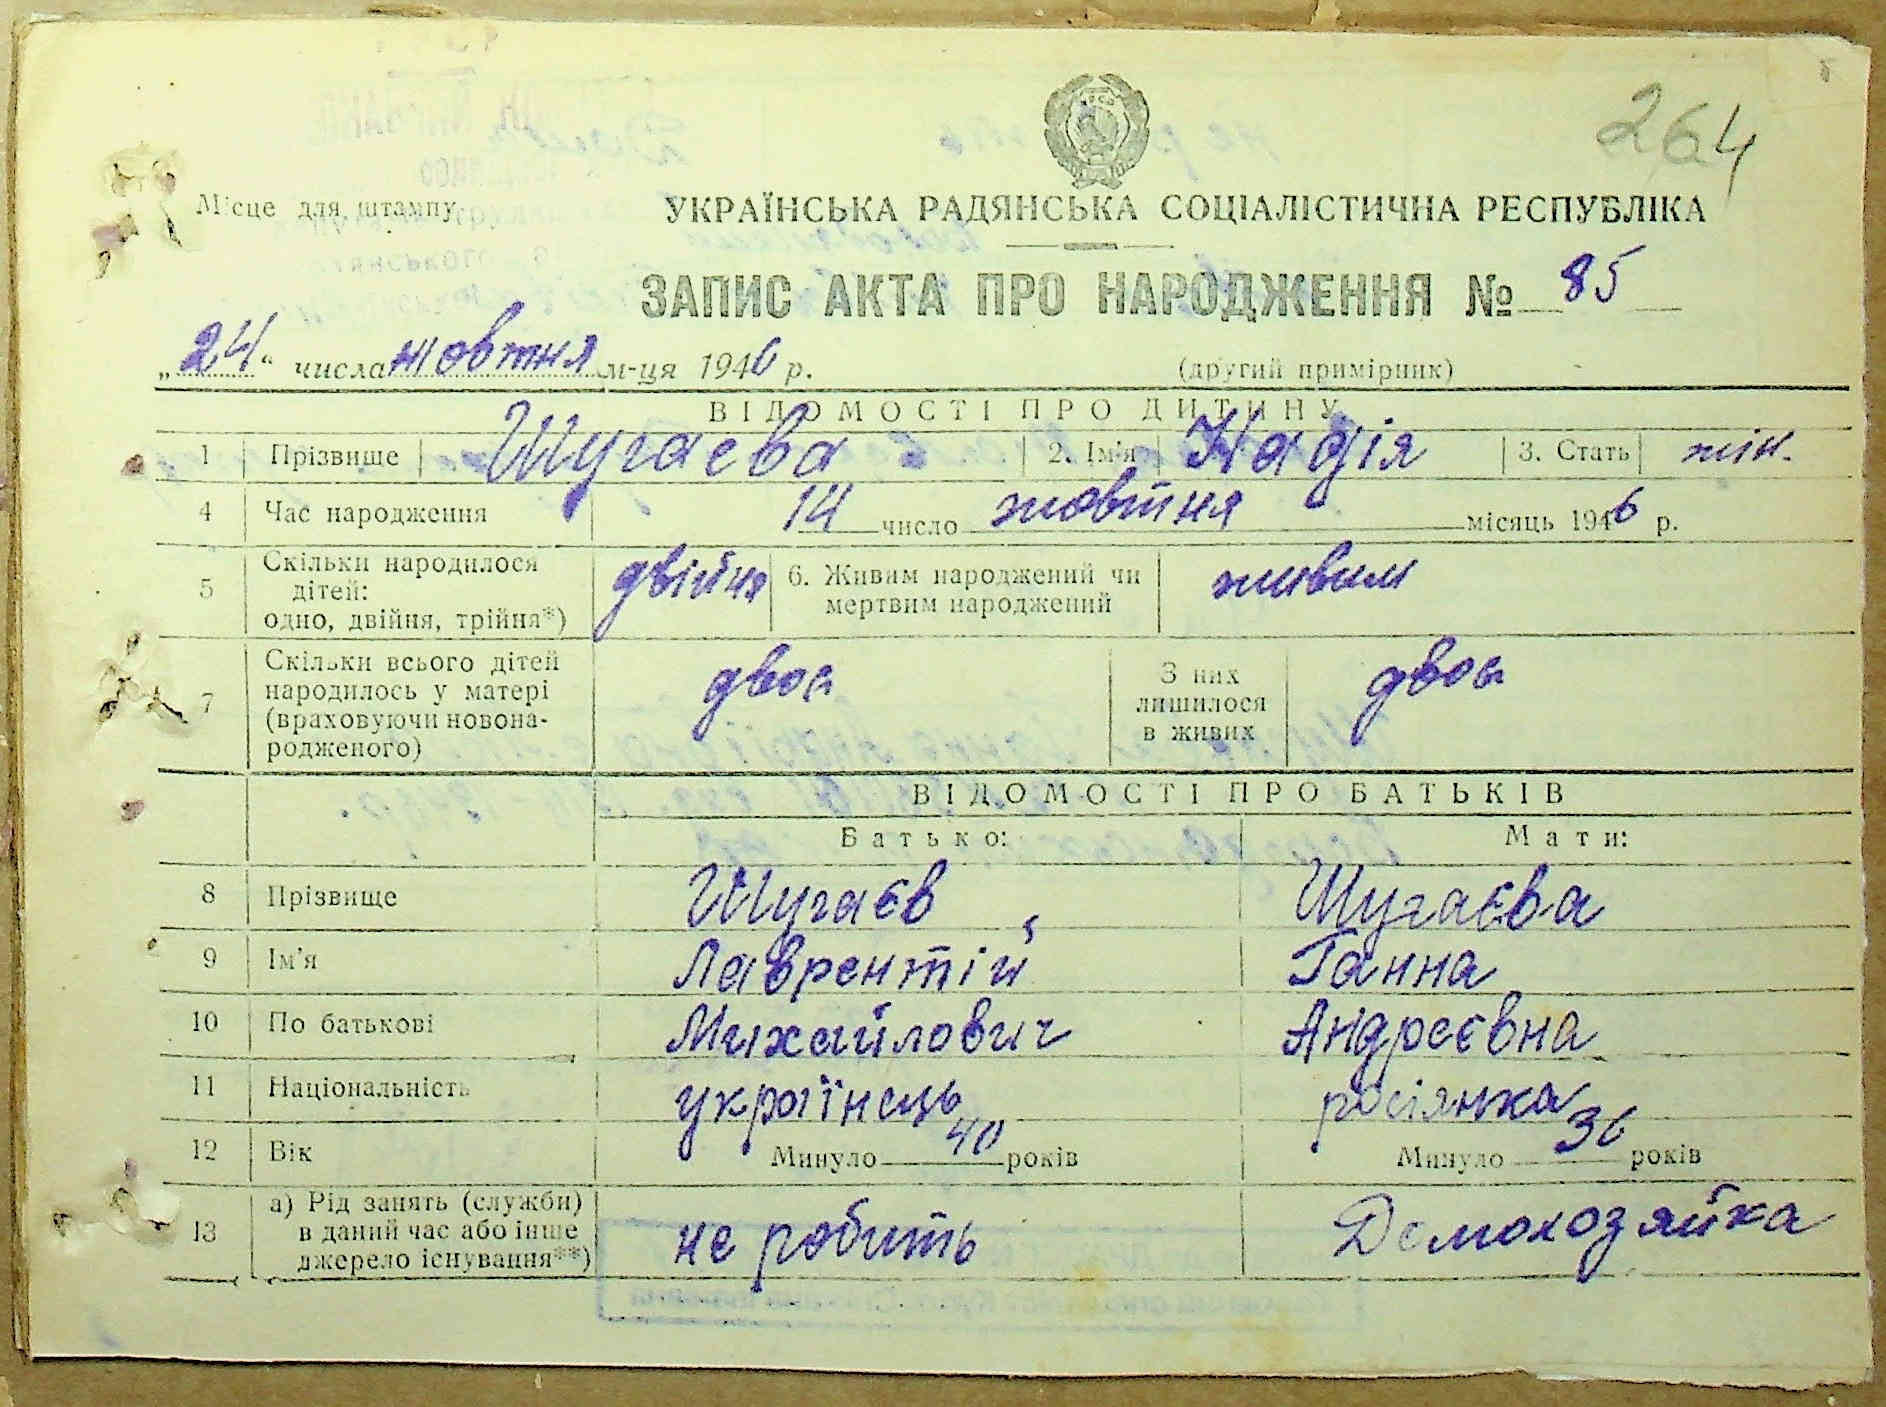 264
Місце для штампу
УКРАЇНСЬКА РАДЯНСЬКА СОЦІАЛІСТИЧНА РЕСПУБЛІКА
ЗАПИС АКТА ПРО НАРОДЖЕННЯ № 85
„24“ числа жовтня м-ця 1946 р. (другий примірник)
ВІДОМОСТІ ПРО ДИТИНУ
1 Прізвище Шугаєва 2. Ім'я Надія 3. Стать жін.
4 Час народження 14 число жовтня місяць 1946 р.
5 Скільки народилося дітей: одно, двійня, трійня*) двійня 6. Живим народжений чи мертвим народжений живим
7 Скільки всього дітей народилось у матері (враховуючи новонародженого) двоє З них лишилося в живих двоє
ВІДОМОСТІ ПРО БАТЬКІВ
Батько: Мати:
8 Прізвище Шугаєв Шугаєва
9 Ім'я Лаврентій Ганна
10 По батькові Михайлович Андреєвна
11 Національність українець росіянка
12 Вік Минуло 40 років Минуло 36 років
13 а) Рід занять (служби) в даний час або інше джерело існування**) не робить Домохозяйка